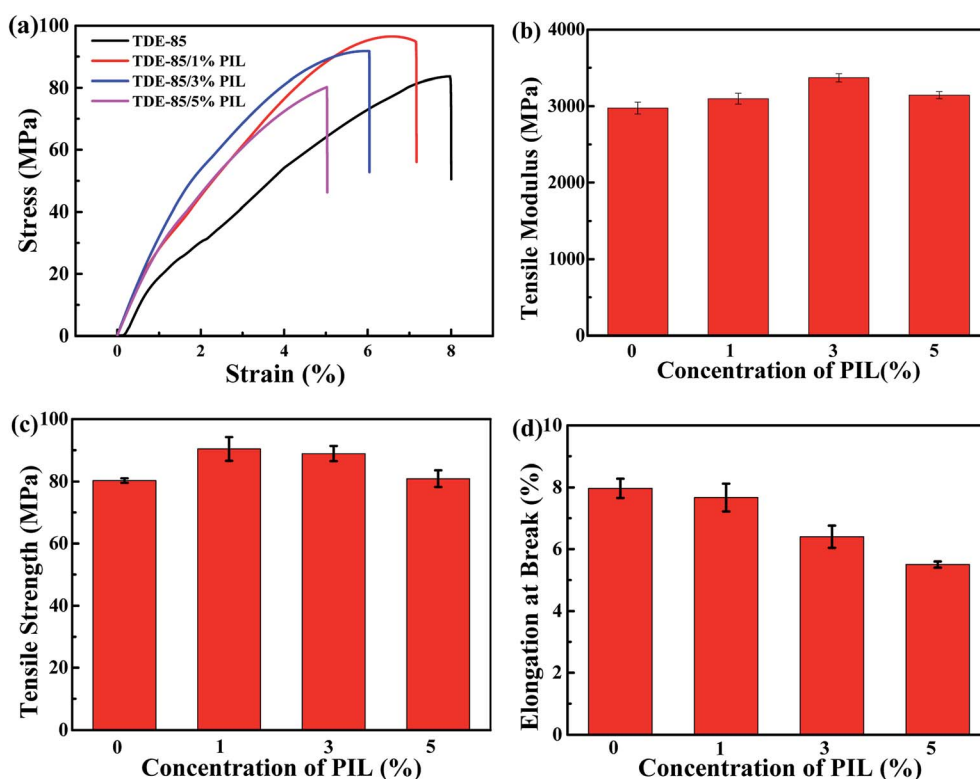 (a)
TDE-85
TDE-85/1% PIL
TDE-85/3% PIL
TDE-85/5% PIL
Stress (MPa)
100
80
60
40
20
0
0 2 4 6 8
Strain (%)
(b)
Tensile Modulus (MPa)
4000
3000
2000
1000
0
0 1 3 5
Concentration of PIL(%)
(c)
Tensile Strength (MPa)
100
80
60
40
20
0
0 1 3 5
Concentration of PIL (%)
(d)
Elongation at Break (%)
10
8
6
4
2
0
0 1 3 5
Concentration of PIL (%)